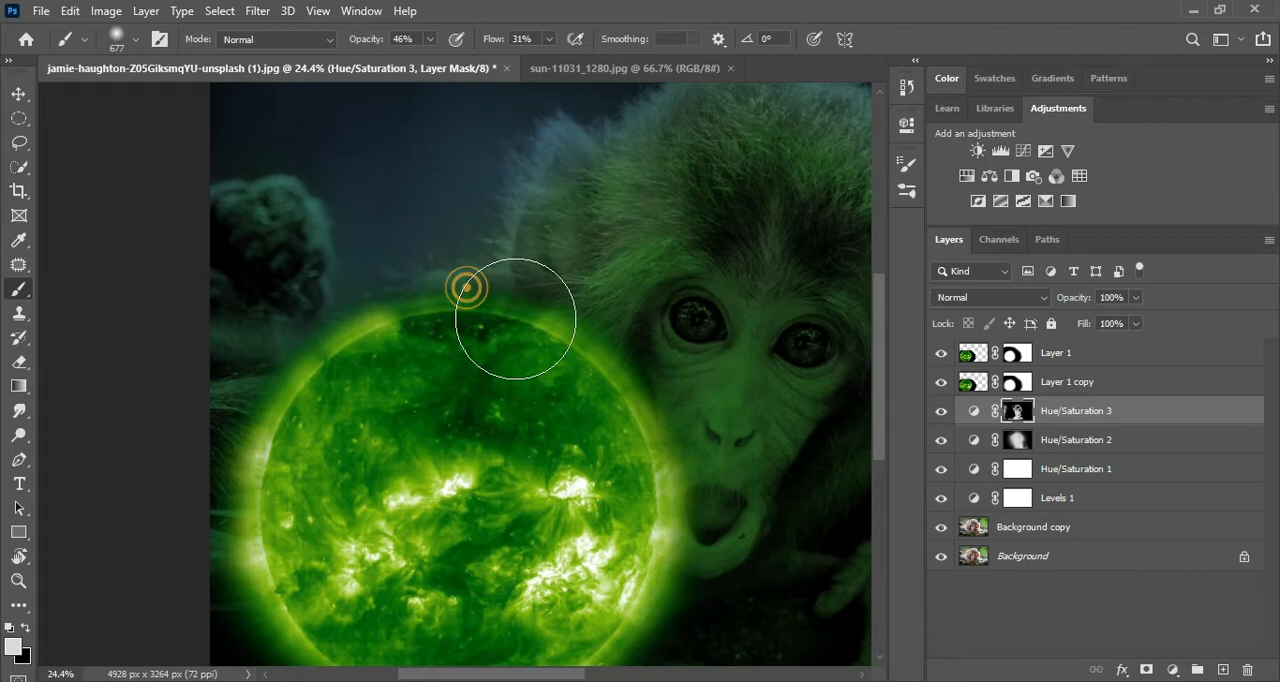 Ps File Edit Image Layer Type Select Filter 3D View Window Help
677 Mode: Normal Opacity: 46% Flow: 31% Smoothing: 0°
jamie-haughton-Z05GiksmqYU-unsplash (1).jpg @ 24.4% (Hue/Saturation 3, Layer Mask/8) * × sun-11031_1280.jpg @ 66.7% (RGB/8#) ×
Color Swatches Gradients Patterns
Learn Libraries Adjustments
Add an adjustment
Layers Channels Paths
Kind
Normal Opacity: 100%
Lock: Fill: 100%
Layer 1
Layer 1 copy
Hue/Saturation 3
Hue/Saturation 2
Hue/Saturation 1
Levels 1
Background copy
Background
24.4% 4928 px x 3264 px (72 ppi)